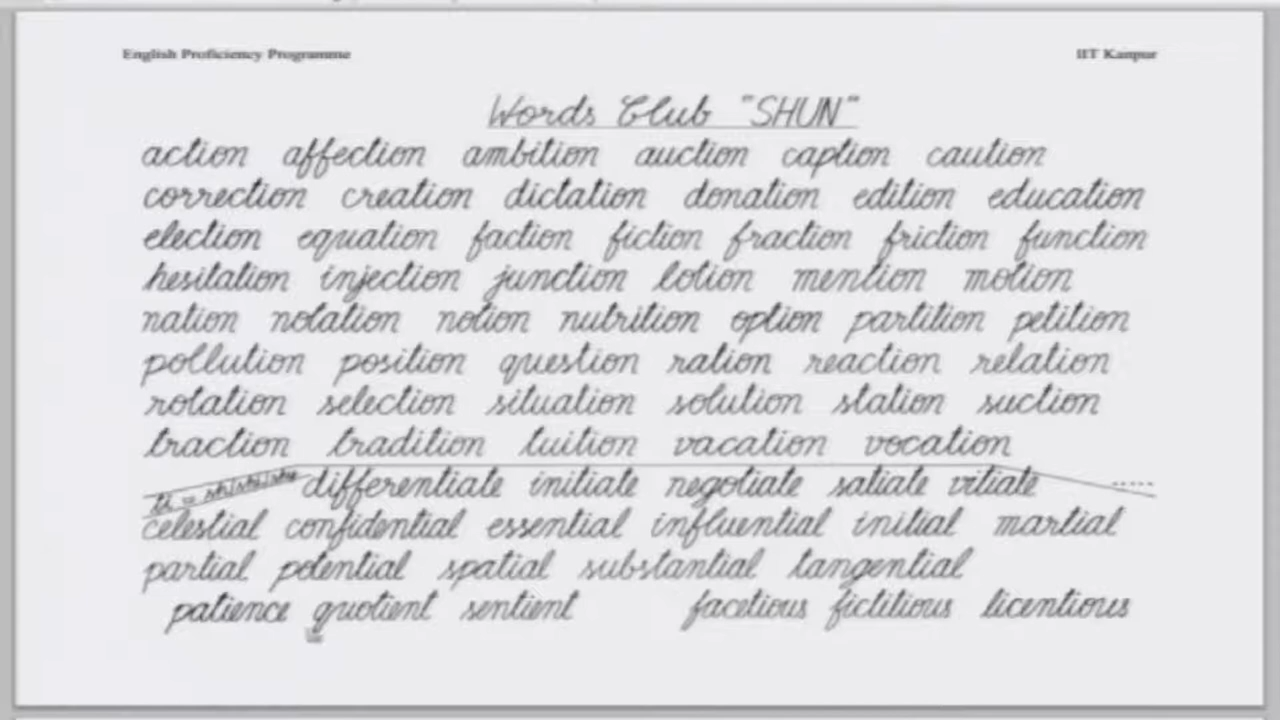 English Proficiency Programme IIT Kanpur
Words Club "SHUN"
action affection ambition auction caption caution
correction creation dictation donation edition education
election equation faction fiction fraction friction function
hesitation injection junction lotion mention motion
nation notation notion nutrition option partition petition
pollution position question ration reaction relation
rotation selection situation solution station suction
traction tradition tuition vacation vocation
ti = sh/shi/she differentiate initiate negotiate satiate vitiate .....
celestial confidential essential influential initial martial
partial potential spatial substantial tangential
patience quotient sentient facetious fictitious licentious